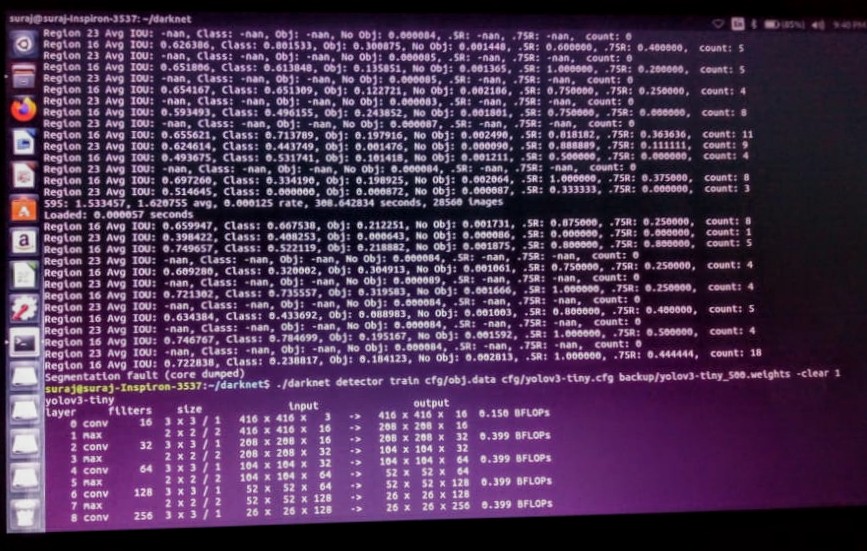 suraj@suraj-Inspiron-3537: ~/darknet
Region 23 Avg IOU: -nan, Class: -nan, Obj: -nan, No Obj: 0.000084, .5R: -nan, .75R: -nan, count: 0
Region 16 Avg IOU: 0.626386, Class: 0.801533, Obj: 0.300875, No Obj: 0.001448, .5R: 0.600000, .75R: 0.400000, count: 5
Region 23 Avg IOU: -nan, Class: -nan, Obj: -nan, No Obj: 0.000085, .5R: -nan, .75R: -nan, count: 0
Region 16 Avg IOU: 0.651806, Class: 0.613848, Obj: 0.135851, No Obj: 0.001365, .5R: 1.000000, .75R: 0.200000, count: 5
Region 23 Avg IOU: -nan, Class: -nan, Obj: -nan, No Obj: 0.000085, .5R: -nan, .75R: -nan, count: 0
Region 16 Avg IOU: 0.654167, Class: 0.651309, Obj: 0.122721, No Obj: 0.002186, .5R: 0.750000, .75R: 0.250000, count: 4
Region 23 Avg IOU: -nan, Class: -nan, Obj: -nan, No Obj: 0.000083, .5R: -nan, .75R: -nan, count: 0
Region 16 Avg IOU: 0.593493, Class: 0.496155, Obj: 0.243852, No Obj: 0.001801, .5R: 0.750000, .75R: 0.000000, count: 8
Region 23 Avg IOU: -nan, Class: -nan, Obj: -nan, No Obj: 0.000087, .5R: -nan, .75R: -nan, count: 0
Region 16 Avg IOU: 0.655621, Class: 0.713789, Obj: 0.197916, No Obj: 0.002490, .5R: 0.818182, .75R: 0.363636, count: 11
Region 23 Avg IOU: 0.624614, Class: 0.443749, Obj: 0.001476, No Obj: 0.000090, .5R: 0.888889, .75R: 0.111111, count: 9
Region 16 Avg IOU: 0.493675, Class: 0.531741, Obj: 0.101418, No Obj: 0.001211, .5R: 0.500000, .75R: 0.000000, count: 4
Region 23 Avg IOU: -nan, Class: -nan, Obj: -nan, No Obj: 0.000084, .5R: -nan, .75R: -nan, count: 0
Region 16 Avg IOU: 0.697260, Class: 0.334190, Obj: 0.198925, No Obj: 0.002064, .5R: 1.000000, .75R: 0.375000, count: 8
Region 23 Avg IOU: 0.514645, Class: 0.000000, Obj: 0.000872, No Obj: 0.000087, .5R: 0.333333, .75R: 0.000000, count: 3
595: 1.533457, 1.620755 avg, 0.000125 rate, 308.642834 seconds, 28560 images
Loaded: 0.000057 seconds
Region 16 Avg IOU: 0.659947, Class: 0.667538, Obj: 0.212251, No Obj: 0.001733, .5R: 0.875000, .75R: 0.250000, count: 8
Region 23 Avg IOU: 0.398422, Class: 0.408253, Obj: 0.000643, No Obj: 0.000086, .5R: 0.000000, .75R: 0.000000, count: 1
Region 16 Avg IOU: 0.749657, Class: 0.522119, Obj: 0.218882, No Obj: 0.001875, .5R: 0.800000, .75R: 0.800000, count: 5
Region 23 Avg IOU: -nan, Class: -nan, Obj: -nan, No Obj: 0.000084, .5R: -nan, .75R: -nan, count: 0
Region 16 Avg IOU: 0.609280, Class: 0.320002, Obj: 0.304913, No Obj: 0.001061, .5R: 0.750000, .75R: 0.250000, count: 4
Region 23 Avg IOU: -nan, Class: -nan, Obj: -nan, No Obj: 0.000089, .5R: -nan, .75R: -nan, count: 0
Region 16 Avg IOU: 0.721302, Class: 0.735557, Obj: 0.319583, No Obj: 0.001666, .5R: 1.000000, .75R: 0.250000, count: 4
Region 23 Avg IOU: -nan, Class: -nan, Obj: -nan, No Obj: 0.000084, .5R: -nan, .75R: -nan, count: 0
Region 16 Avg IOU: 0.634384, Class: 0.433692, Obj: 0.088983, No Obj: 0.001003, .5R: 0.800000, .75R: 0.400000, count: 5
Region 23 Avg IOU: -nan, Class: -nan, Obj: -nan, No Obj: 0.000084, .5R: -nan, .75R: -nan, count: 0
Region 16 Avg IOU: 0.746767, Class: 0.784699, Obj: 0.195167, No Obj: 0.001592, .5R: 1.000000, .75R: 0.500000, count: 4
Region 23 Avg IOU: -nan, Class: -nan, Obj: -nan, No Obj: 0.000084, .5R: -nan, .75R: -nan, count: 0
Region 16 Avg IOU: 0.722838, Class: 0.238817, Obj: 0.184123, No Obj: 0.002813, .5R: 1.000000, .75R: 0.444444, count: 18
Segmentation fault (core dumped)
suraj@suraj-Inspiron-3537:~/darknet$ ./darknet detector train cfg/obj.data cfg/yolov3-tiny.cfg backup/yolov3-tiny_500.weights -clear 1
yolov3-tiny
layer filters size input output
0 conv 16 3 x 3 / 1 416 x 416 x 3 -> 416 x 416 x 16 0.150 BFLOPs
1 max 2 x 2 / 2 416 x 416 x 16 -> 208 x 208 x 16
2 conv 32 3 x 3 / 1 208 x 208 x 16 -> 208 x 208 x 32 0.399 BFLOPs
3 max 2 x 2 / 2 208 x 208 x 32 -> 104 x 104 x 32
4 conv 64 3 x 3 / 1 104 x 104 x 32 -> 104 x 104 x 64 0.399 BFLOPs
5 max 2 x 2 / 2 104 x 104 x 64 -> 52 x 52 x 64
6 conv 128 3 x 3 / 1 52 x 52 x 64 -> 52 x 52 x 128 0.399 BFLOPs
7 max 2 x 2 / 2 52 x 52 x 128 -> 26 x 26 x 128
8 conv 256 3 x 3 / 1 26 x 26 x 128 -> 26 x 26 x 256 0.399 BFLOPs